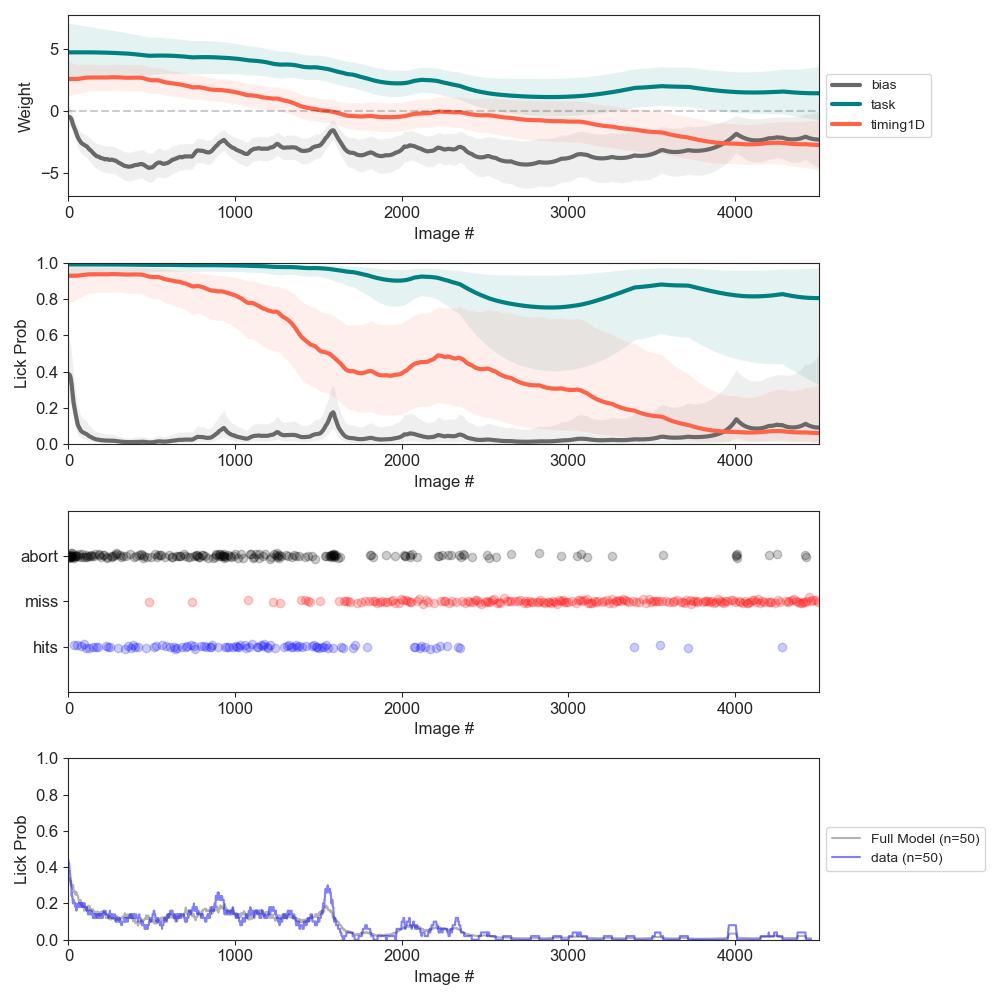 Weight
5
0
−5
0 1000 2000 3000 4000
Image #
bias
task
timing1D
Lick Prob
1.0
0.8
0.6
0.4
0.2
0.0
0 1000 2000 3000 4000
Image #
abort
miss
hits
0 1000 2000 3000 4000
Image #
Lick Prob
1.0
0.8
0.6
0.4
0.2
0.0
0 1000 2000 3000 4000
Image #
Full Model (n=50)
data (n=50)